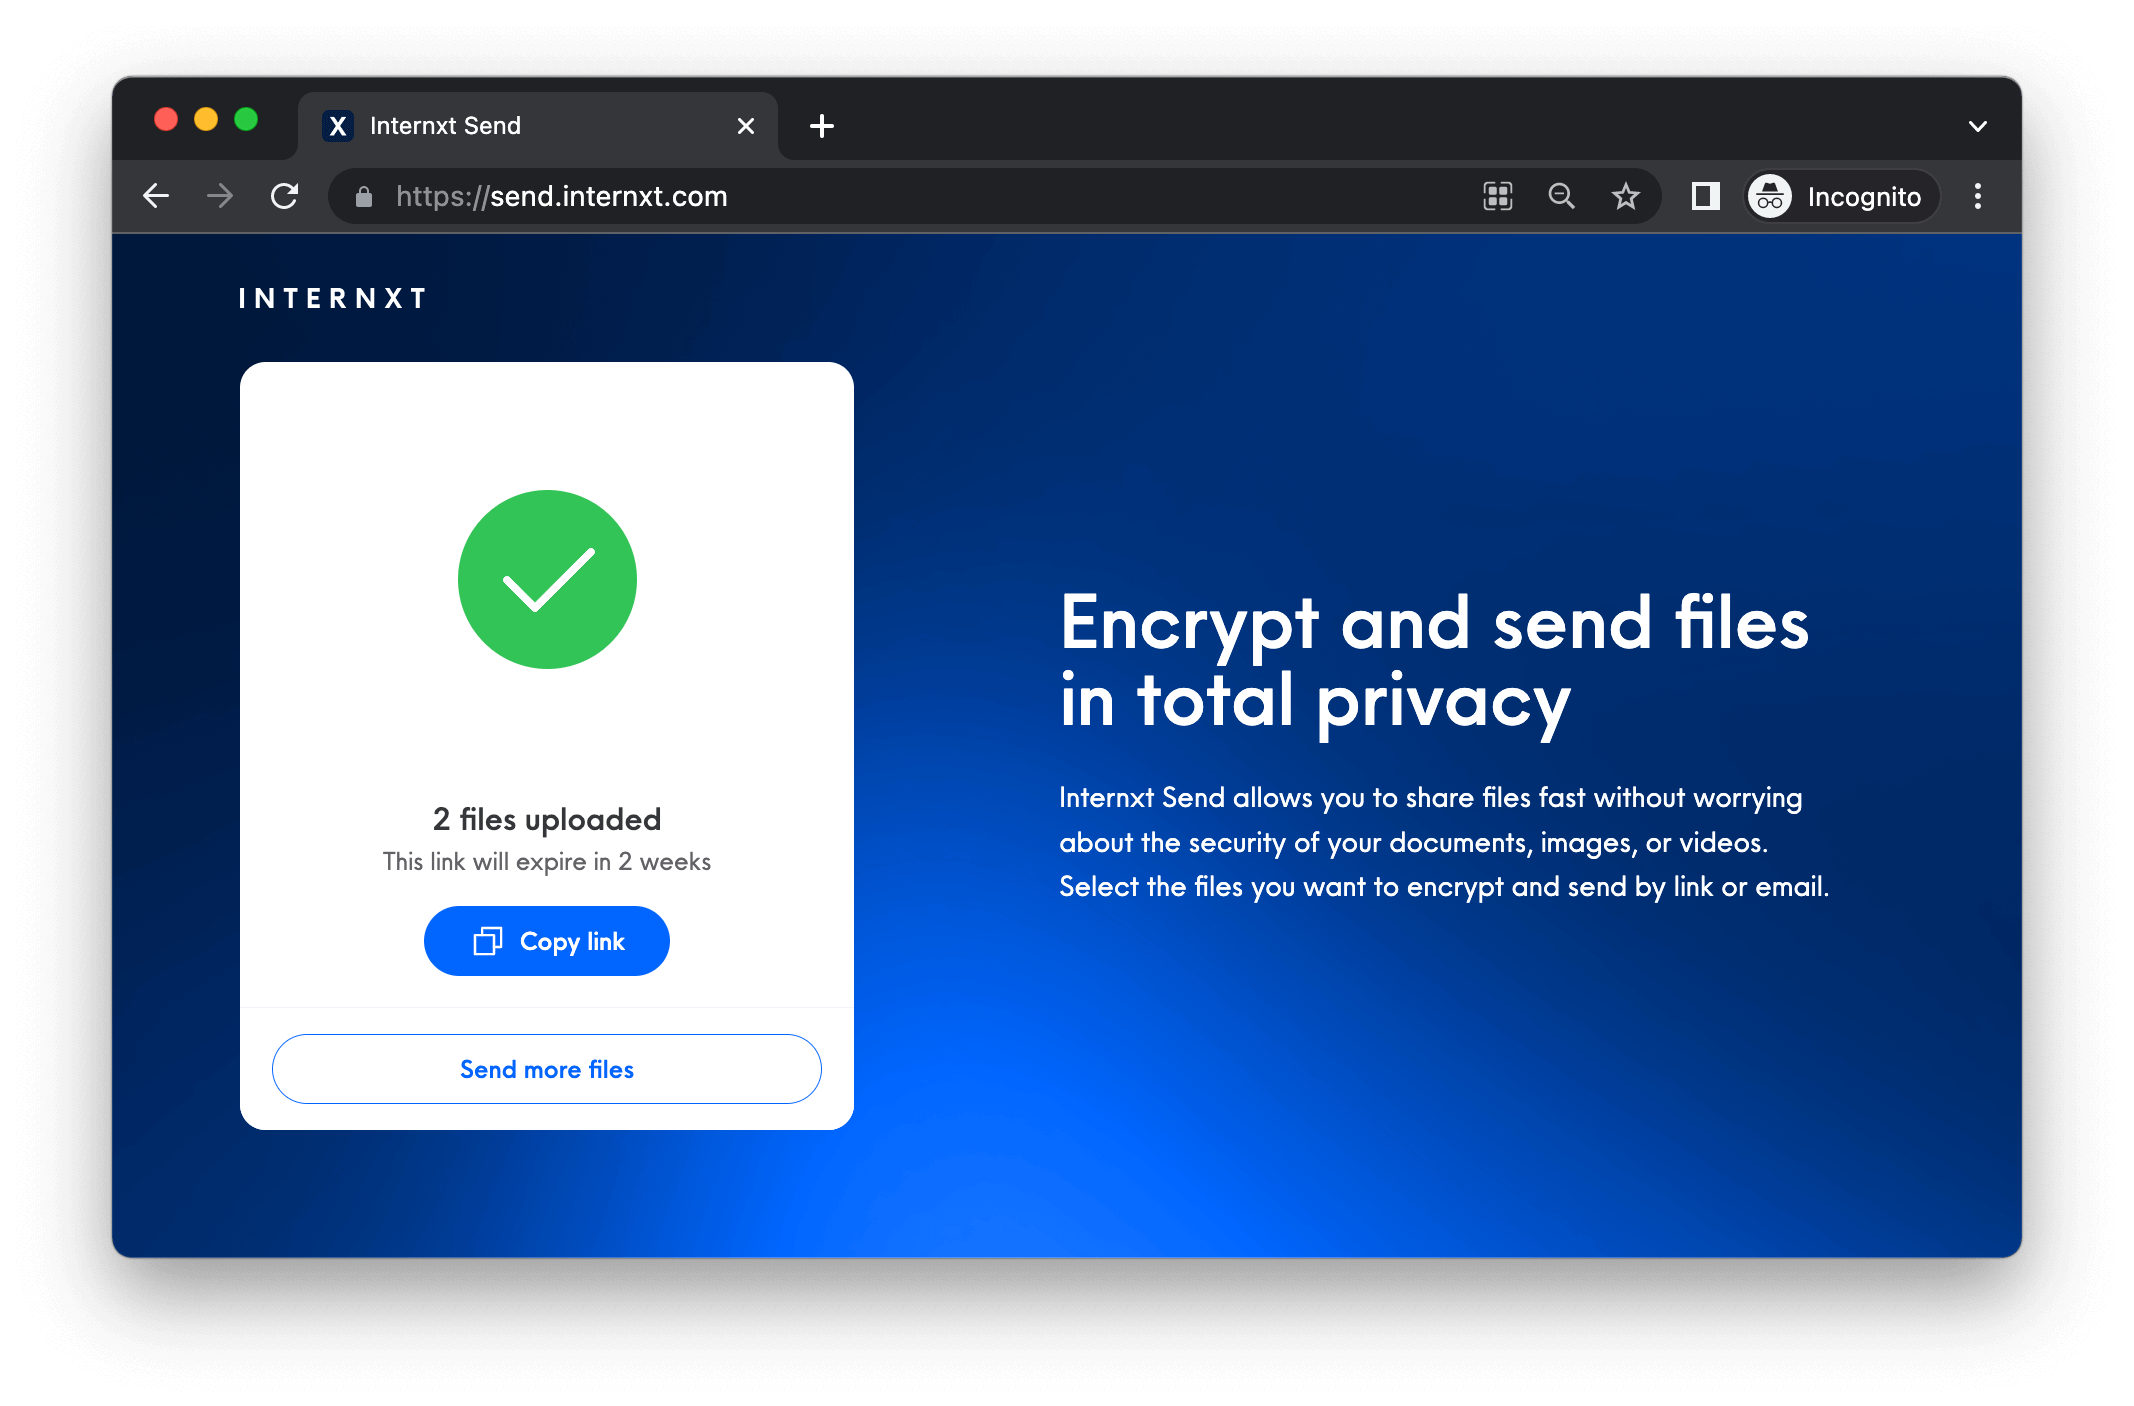 Internxt Send
https://send.internxt.com
Incognito
INTERNXT
2 files uploaded
This link will expire in 2 weeks
Copy link
Send more files
Encrypt and send files
in total privacy
Internxt Send allows you to share files fast without worrying
about the security of your documents, images, or videos.
Select the files you want to encrypt and send by link or email.